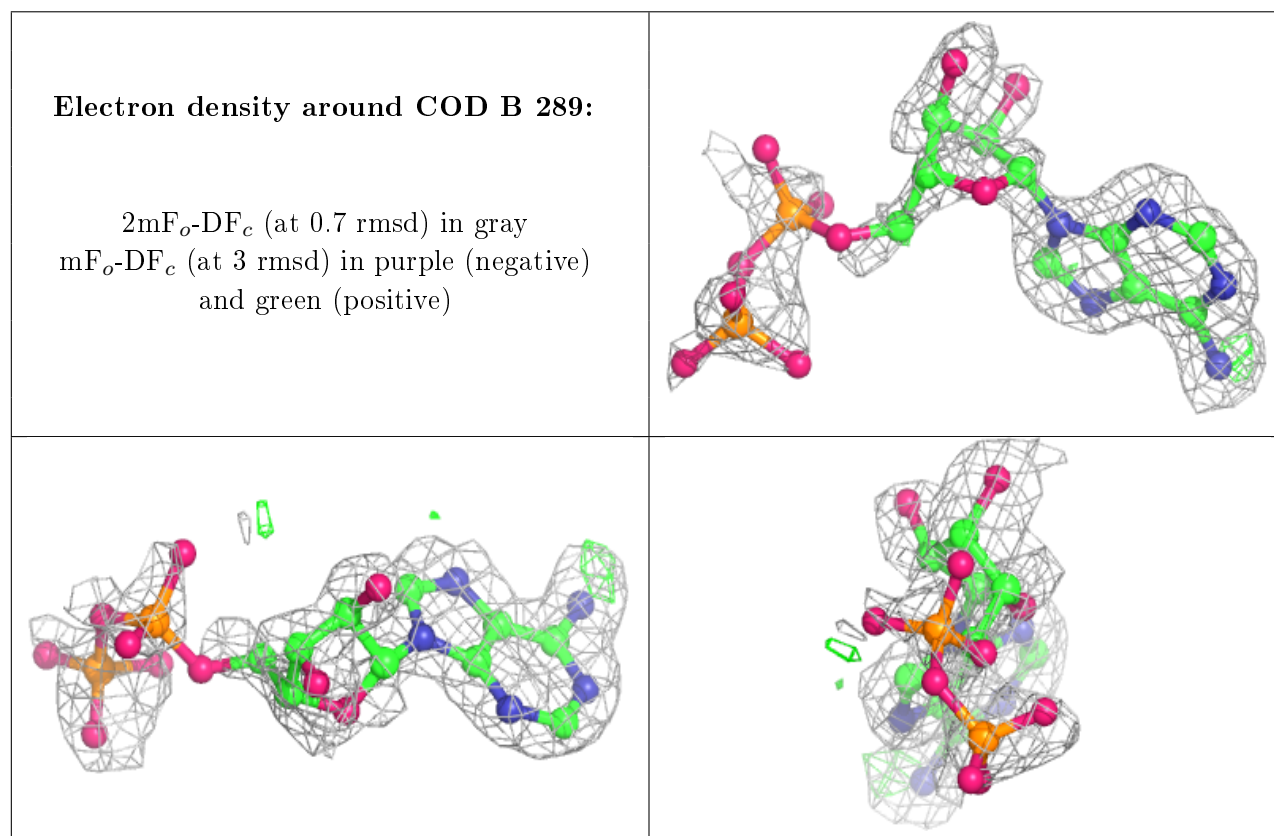 Electron density around COD B 289:
2mFₒ-DF𝒸 (at 0.7 rmsd) in gray
mFₒ-DF𝒸 (at 3 rmsd) in purple (negative)
and green (positive)